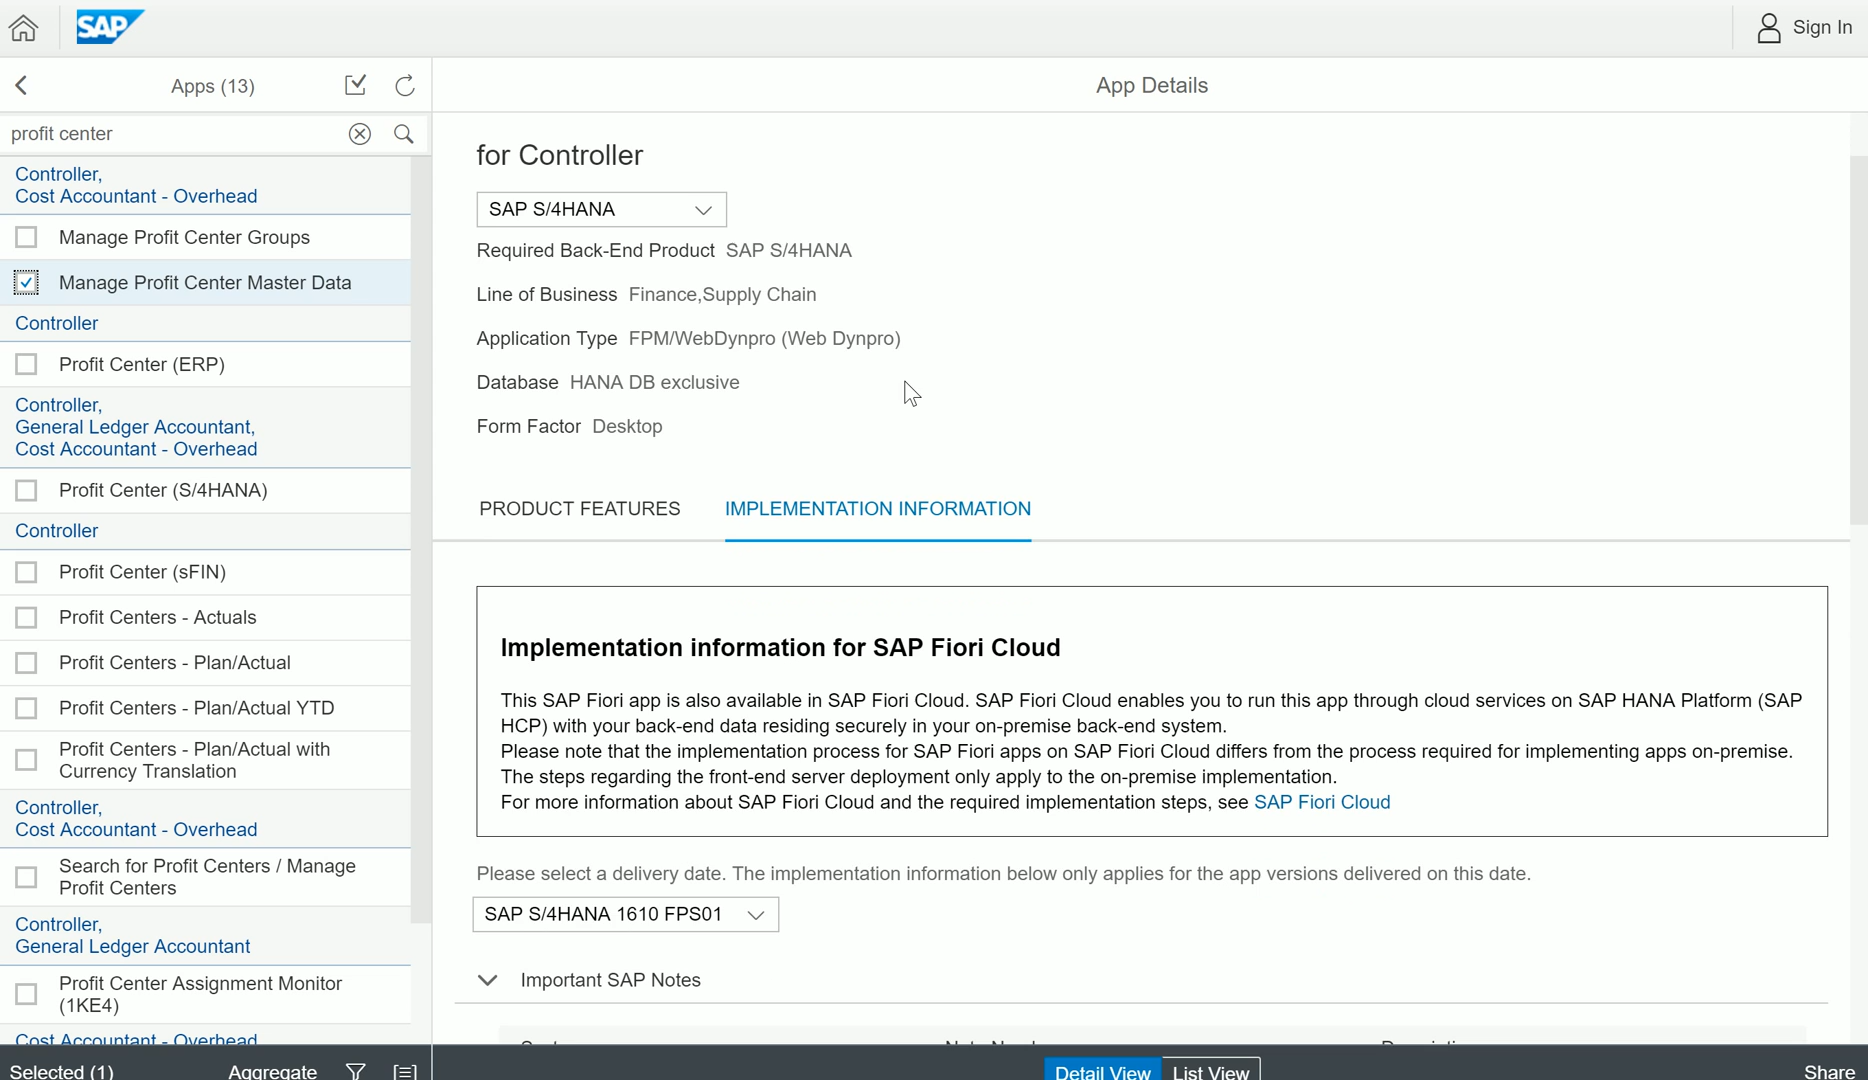 SAP
Sign In
Apps (13)
App Details
profit center
Controller,
Cost Accountant - Overhead
Manage Profit Center Groups
Manage Profit Center Master Data
Controller
Profit Center (ERP)
Controller,
General Ledger Accountant,
Cost Accountant - Overhead
Profit Center (S/4HANA)
Controller
Profit Center (sFIN)
Profit Centers - Actuals
Profit Centers - Plan/Actual
Profit Centers - Plan/Actual YTD
Profit Centers - Plan/Actual with
Currency Translation
Controller,
Cost Accountant - Overhead
Search for Profit Centers / Manage
Profit Centers
Controller,
General Ledger Accountant
Profit Center Assignment Monitor
(1KE4)
Cost Accountant - Overhead
Selected (1)
Aggregate
for Controller
SAP S/4HANA
Required Back-End Product SAP S/4HANA
Line of Business Finance,Supply Chain
Application Type FPM/WebDynpro (Web Dynpro)
Database HANA DB exclusive
Form Factor Desktop
PRODUCT FEATURES
IMPLEMENTATION INFORMATION
Implementation information for SAP Fiori Cloud
This SAP Fiori app is also available in SAP Fiori Cloud. SAP Fiori Cloud enables you to run this app through cloud services on SAP HANA Platform (SAP
HCP) with your back-end data residing securely in your on-premise back-end system.
Please note that the implementation process for SAP Fiori apps on SAP Fiori Cloud differs from the process required for implementing apps on-premise.
The steps regarding the front-end server deployment only apply to the on-premise implementation.
For more information about SAP Fiori Cloud and the required implementation steps, see SAP Fiori Cloud
Please select a delivery date. The implementation information below only applies for the app versions delivered on this date.
SAP S/4HANA 1610 FPS01
Important SAP Notes
Detail View
List View
Share